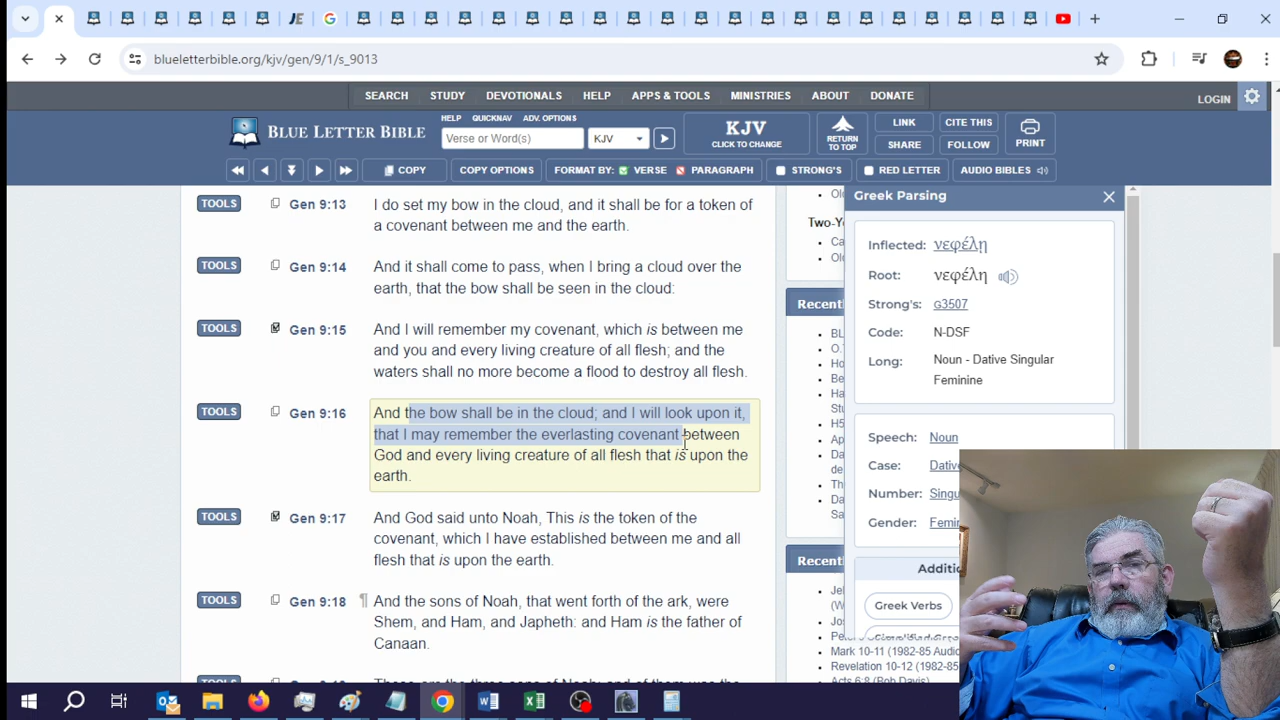 JE
blueletterbible.org/kjv/gen/9/1/s_9013
SEARCH STUDY DEVOTIONALS HELP APPS & TOOLS MINISTRIES ABOUT DONATE
LOGIN
BLUE LETTER BIBLE
HELP QUICKNAV ADV. OPTIONS
Verse or Word(s)
KJV
KJV
CLICK TO CHANGE
RETURN
TO TOP
LINK
CITE THIS
SHARE
FOLLOW
PRINT
COPY
COPY OPTIONS
FORMAT BY: VERSE PARAGRAPH
STRONG'S
RED LETTER
AUDIO BIBLES
TOOLS Gen 9:13 I do set my bow in the cloud, and it shall be for a token of
a covenant between me and the earth.
TOOLS Gen 9:14 And it shall come to pass, when I bring a cloud over the
earth, that the bow shall be seen in the cloud:
TOOLS Gen 9:15 And I will remember my covenant, which is between me
and you and every living creature of all flesh; and the
waters shall no more become a flood to destroy all flesh.
TOOLS Gen 9:16 And the bow shall be in the cloud; and I will look upon it,
that I may remember the everlasting covenant between
God and every living creature of all flesh that is upon the
earth.
TOOLS Gen 9:17 And God said unto Noah, This is the token of the
covenant, which I have established between me and all
flesh that is upon the earth.
TOOLS Gen 9:18 ¶ And the sons of Noah, that went forth of the ark, were
Shem, and Ham, and Japheth: and Ham is the father of
Canaan.
Two-Y
Recent
Recent
Greek Parsing
Inflected: νεφέλῃ
Root: νεφέλη
Strong's: G3507
Code: N-DSF
Long: Noun - Dative Singular
Feminine
Speech: Noun
Case: Dativ
Number: Singu
Gender: Femin
Additi
Greek Verbs
(W
Jos
Mark 10-11 (1982-85 Audio
Revelation 10-12 (1982-85
Acts 6:8 (Bob Davis)